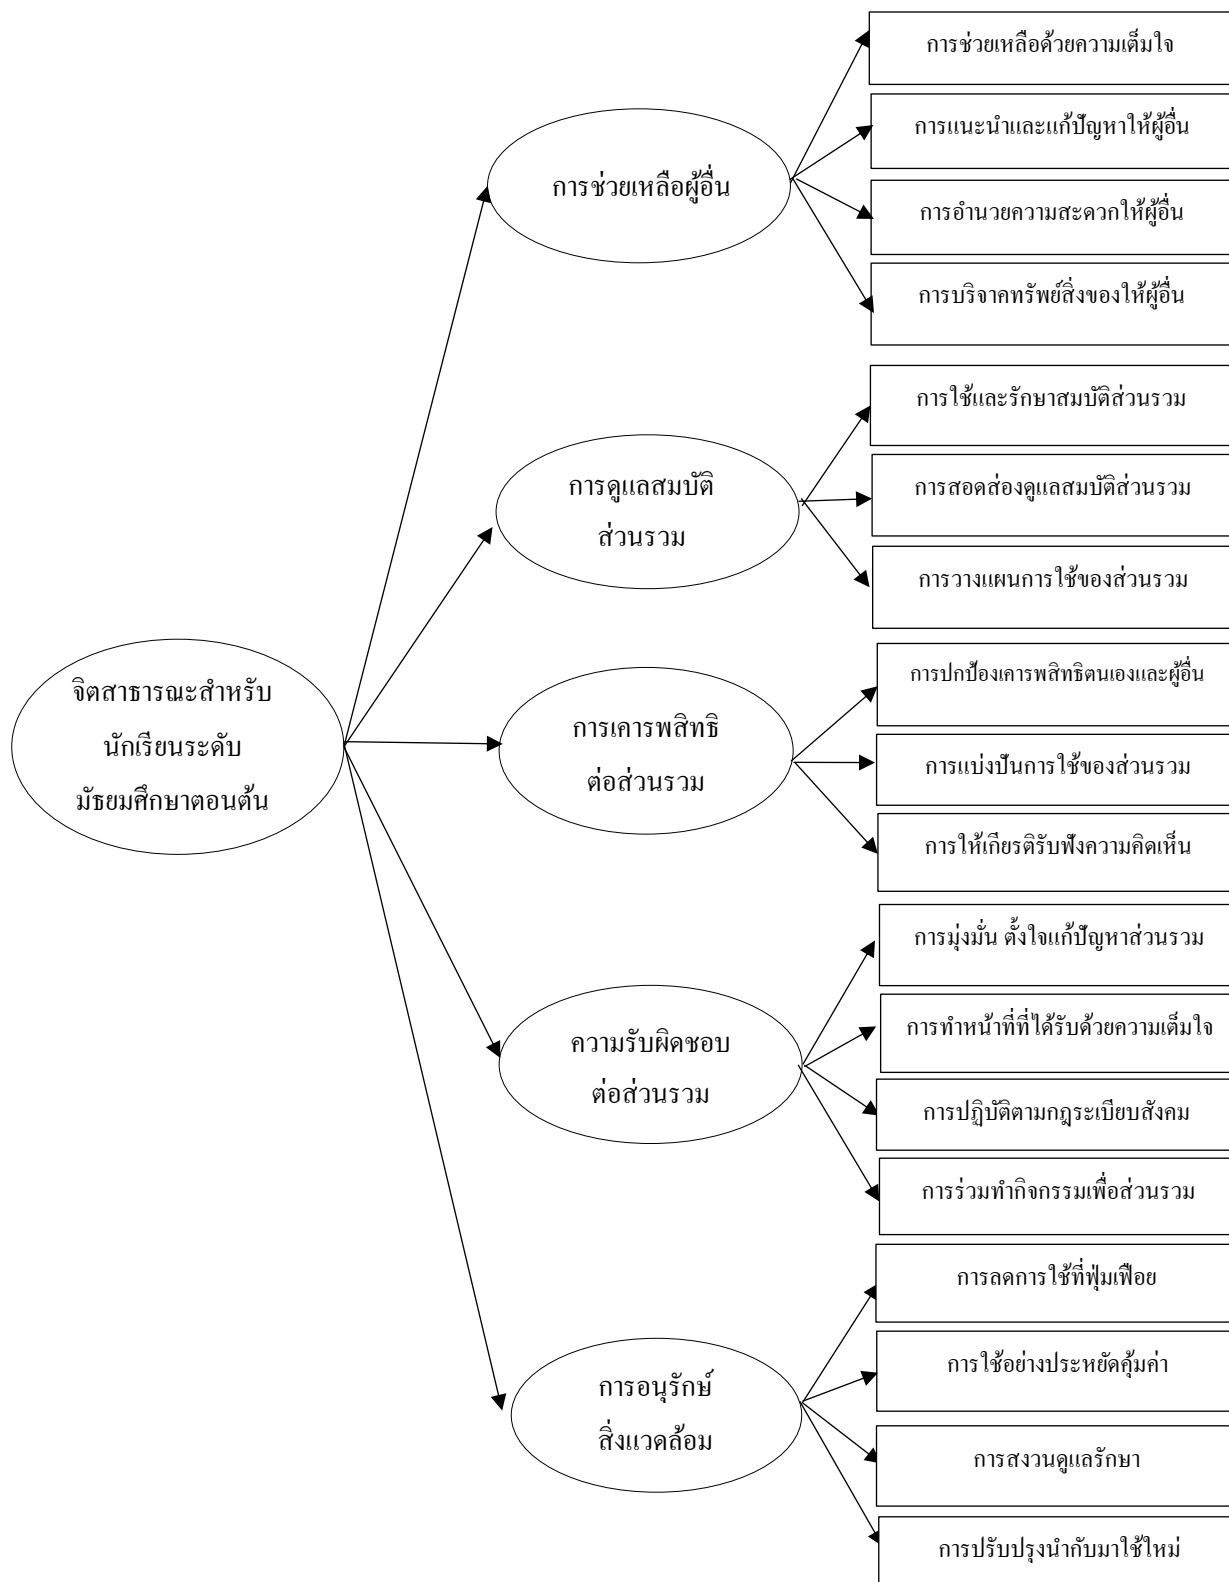 จิตสาธารณะสำหรับ
นักเรียนระดับ
มัธยมศึกษาตอนต้น
การช่วยเหลือผู้อื่น
การช่วยเหลือด้วยความเต็มใจ
การแนะนำและแก้ปัญหาให้ผู้อื่น
การอำนวยความสะดวกให้ผู้อื่น
การบริจาคทรัพย์สิ่งของให้ผู้อื่น
การดูแลสมบัติ
ส่วนรวม
การใช้และรักษาสมบัติส่วนรวม
การสอดส่องดูแลสมบัติส่วนรวม
การวางแผนการใช้ของส่วนรวม
การเคารพสิทธิ
ต่อส่วนรวม
การปกป้องเคารพสิทธิตนเองและผู้อื่น
การแบ่งปันการใช้ของส่วนรวม
การให้เกียรติรับฟังความคิดเห็น
ความรับผิดชอบ
ต่อส่วนรวม
การมุ่งมั่น ตั้งใจแก้ปัญหาส่วนรวม
การทำหน้าที่ที่ได้รับด้วยความเต็มใจ
การปฏิบัติตามกฎระเบียบสังคม
การร่วมทำกิจกรรมเพื่อส่วนรวม
การอนุรักษ์
สิ่งแวดล้อม
การลดการใช้ที่ฟุ่มเฟือย
การใช้อย่างประหยัดคุ้มค่า
การสงวนดูแลรักษา
การปรับปรุงนำกับมาใช้ใหม่